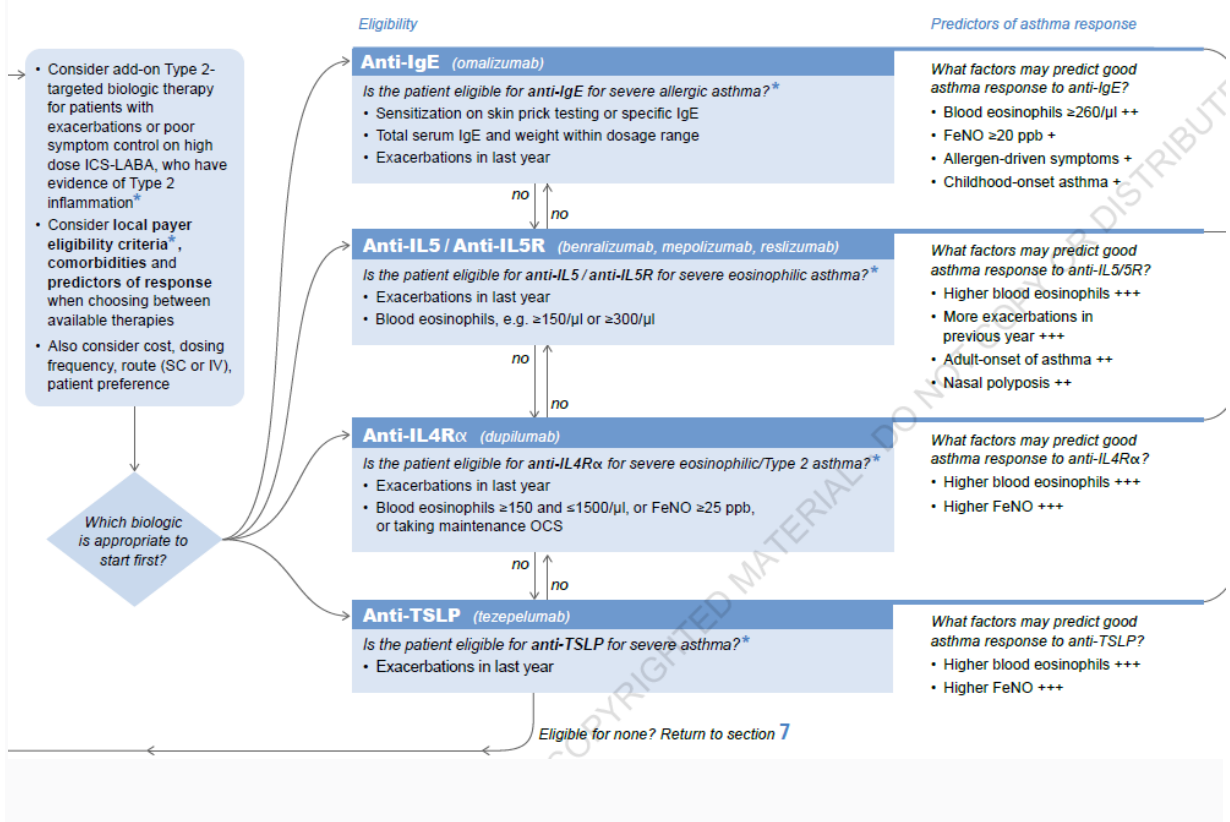 Eligibility
Predictors of asthma response
• Consider add-on Type 2-
targeted biologic therapy
for patients with
exacerbations or poor
symptom control on high
dose ICS-LABA, who have
evidence of Type 2
inflammation*
• Consider local payer
eligibility criteria*,
comorbidities and
predictors of response
when choosing between
available therapies
• Also consider cost, dosing
frequency, route (SC or IV),
patient preference
Which biologic
is appropriate to
start first?
Anti-IgE (omalizumab)
Is the patient eligible for anti-IgE for severe allergic asthma?*
• Sensitization on skin prick testing or specific IgE
• Total serum IgE and weight within dosage range
• Exacerbations in last year
What factors may predict good
asthma response to anti-IgE?
• Blood eosinophils ≥260/µl ++
• FeNO ≥20 ppb +
• Allergen-driven symptoms +
• Childhood-onset asthma +
no
no
Anti-IL5 / Anti-IL5R (benralizumab, mepolizumab, reslizumab)
Is the patient eligible for anti-IL5 / anti-IL5R for severe eosinophilic asthma?*
• Exacerbations in last year
• Blood eosinophils, e.g. ≥150/µl or ≥300/µl
What factors may predict good
asthma response to anti-IL5/5R?
• Higher blood eosinophils +++
• More exacerbations in
previous year +++
• Adult-onset of asthma ++
• Nasal polyposis ++
no
no
Anti-IL4Rα (dupilumab)
Is the patient eligible for anti-IL4Rα for severe eosinophilic/Type 2 asthma?*
• Exacerbations in last year
• Blood eosinophils ≥150 and ≤1500/µl, or FeNO ≥25 ppb,
or taking maintenance OCS
What factors may predict good
asthma response to anti-IL4Rα?
• Higher blood eosinophils +++
• Higher FeNO +++
no
no
Anti-TSLP (tezepelumab)
Is the patient eligible for anti-TSLP for severe asthma?*
• Exacerbations in last year
What factors may predict good
asthma response to anti-TSLP?
• Higher blood eosinophils +++
• Higher FeNO +++
Eligible for none? Return to section 7
COPYRIGHTED MATERIAL - DO NOT COPY OR DISTRIBUTE